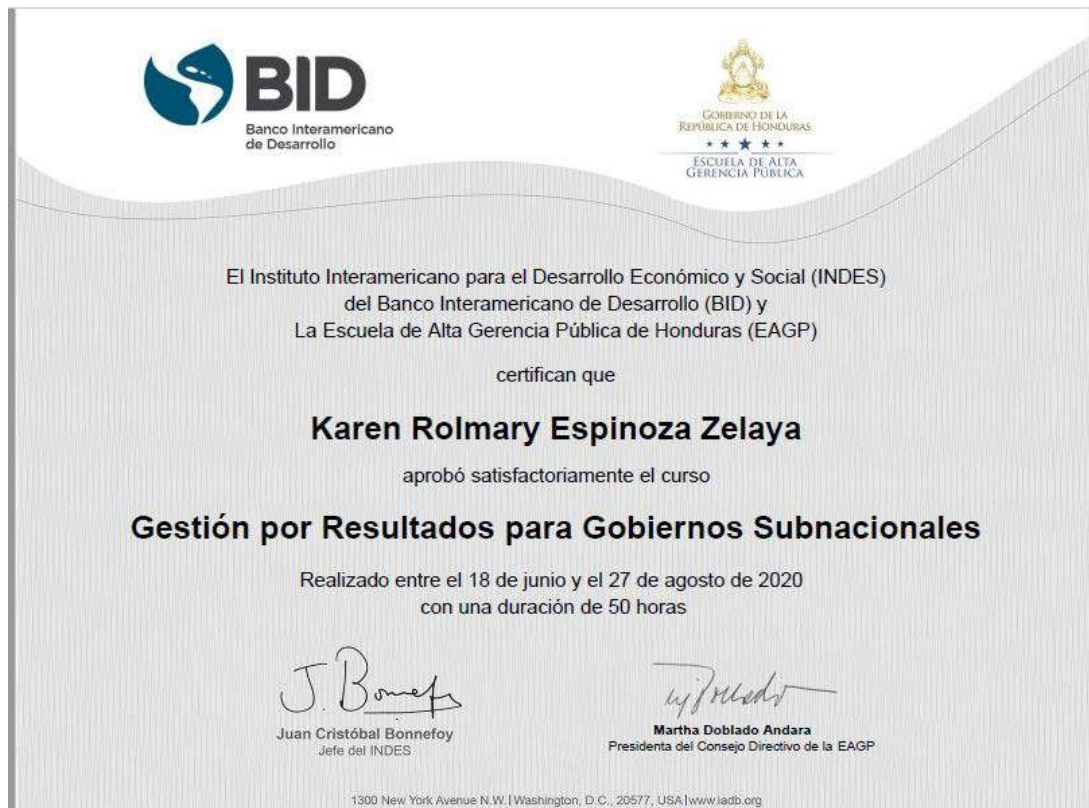 BID
Banco Interamericano
de Desarrollo
GOBIERNO DE LA
REPÚBLICA DE HONDURAS
ESCUELA DE ALTA
GERENCIA PÚBLICA
El Instituto Interamericano para el Desarrollo Económico y Social (INDES)
del Banco Interamericano de Desarrollo (BID) y
La Escuela de Alta Gerencia Pública de Honduras (EAGP)
certifican que
Karen Rolmary Espinoza Zelaya
aprobó satisfactoriamente el curso
Gestión por Resultados para Gobiernos Subnacionales
Realizado entre el 18 de junio y el 27 de agosto de 2020
con una duración de 50 horas
J. Bonnefoy
Juan Cristóbal Bonnefoy
Jefe del INDES
Martha Doblado Andara
Presidenta del Consejo Directivo de la EAGP
1300 New York Avenue N.W.|Washington, D.C., 20577, USA|www.iadb.org